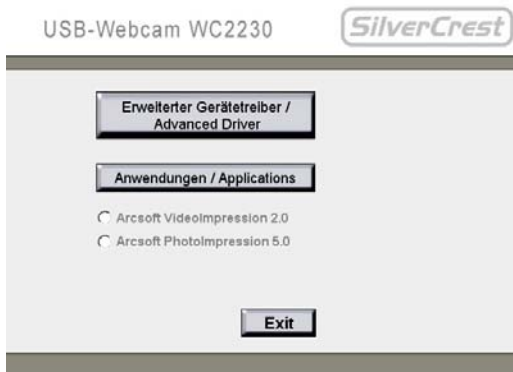 USB-Webcam WC2230
SilverCrest
Erweiterter Gerätetreiber /
Advanced Driver
Anwendungen / Applications
Arcsoft VideoImpression 2.0
Arcsoft PhotoImpression 5.0
Exit